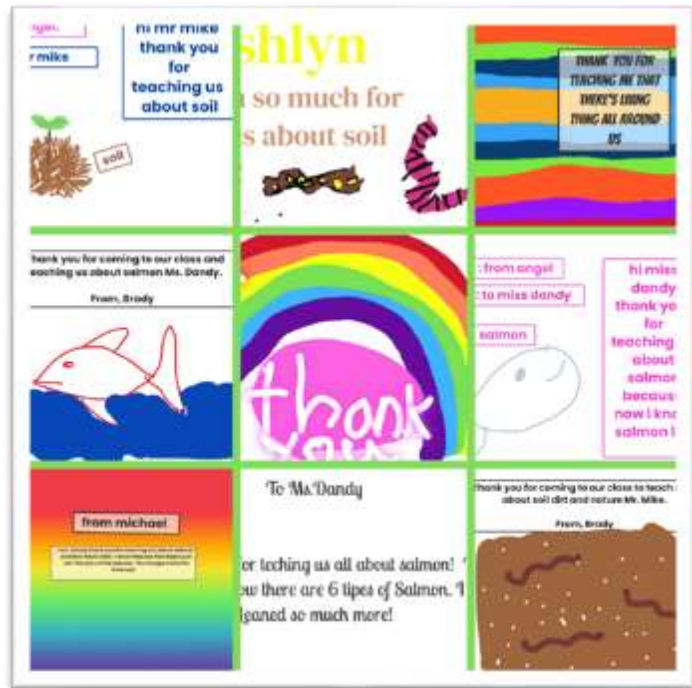 r mike
soil
hi mr mike
thank you
for
teaching us
about soil
shlyn
so much for
s about soil
THANK YOU FOR
TEACHING ME THAT
THERE'S LIVING
THING ALL AROUND
US
hank you for coming to our class and
eaching us about salmon Ms. Dandy.
From, Brady
thank
you
from angel
to miss dandy
salmon
hi miss
dandy
thank yo
for
teaching
about
salmon
becaus
now i kno
salmon
from michael
To Ms.Dandy
or teching us all about salmon!
ow there are 6 tipes of Salmon. I
leaned so much more!
hank you for coming to our class to teach
about soil dirt and nature Mr. Mike.
From, Brady